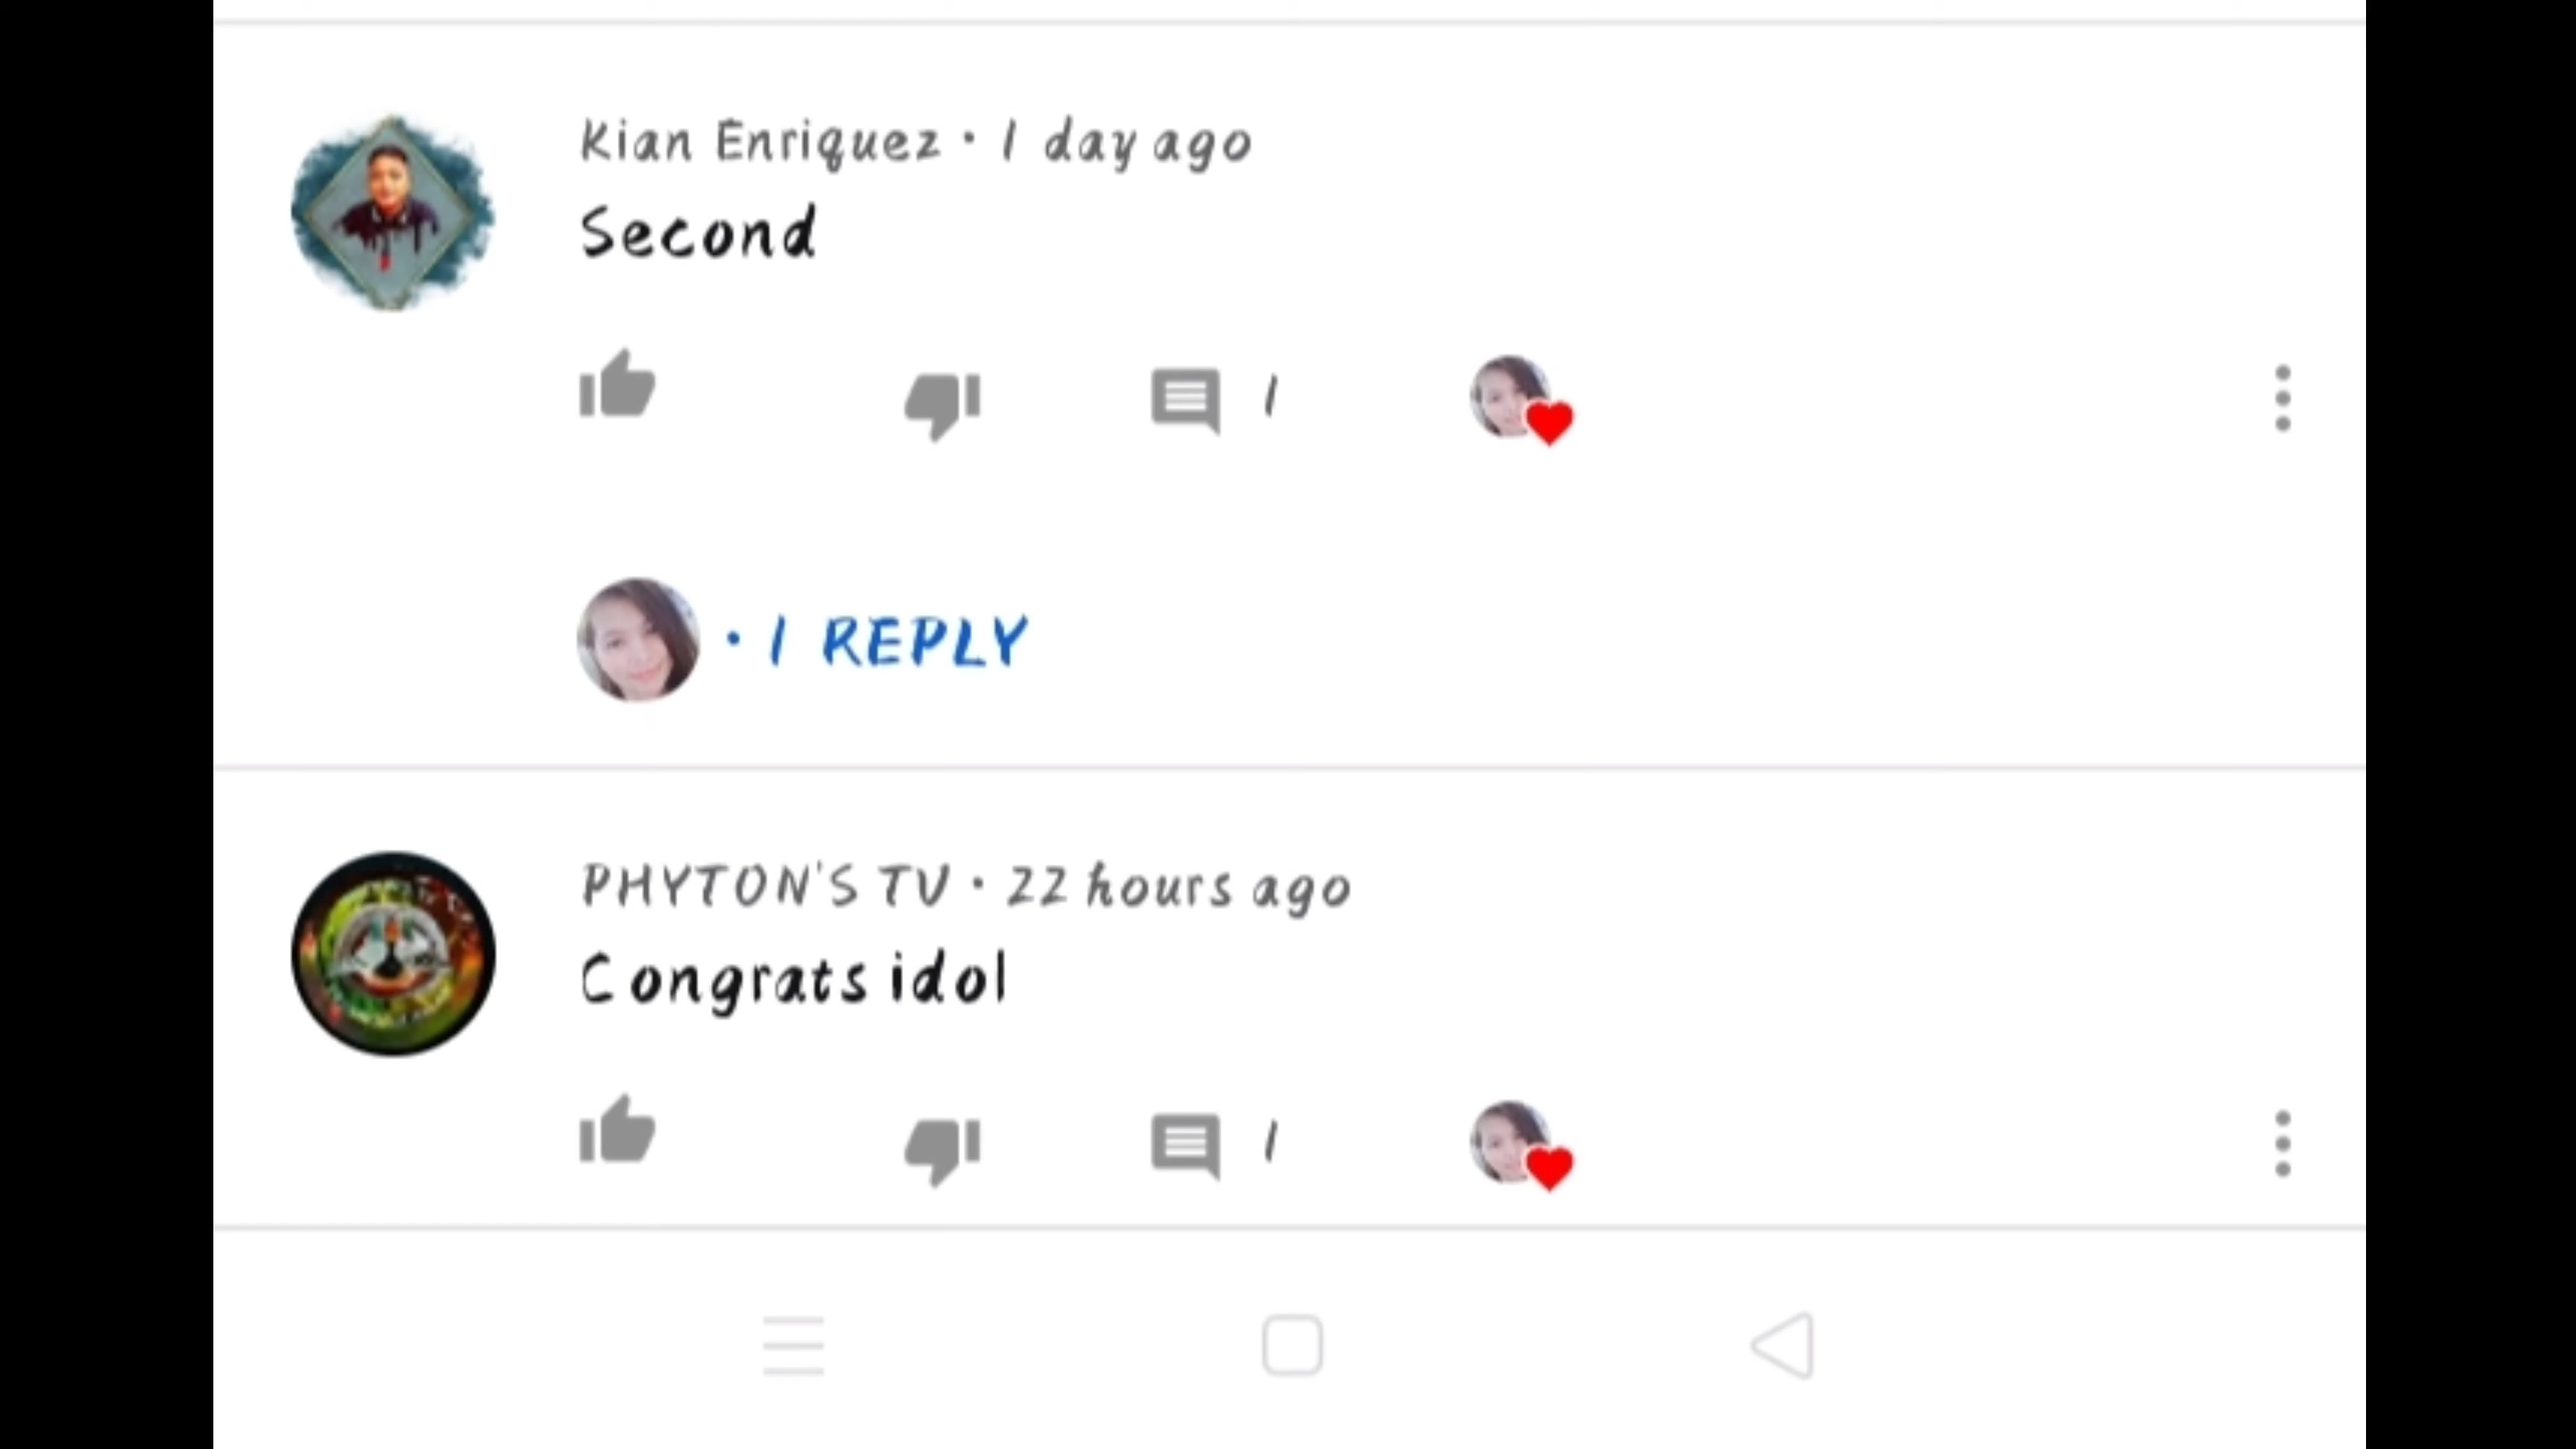 Kian Enriquez · 1 day ago
Second
1
· 1 REPLY
PHYTON'S TV · 22 hours ago
Congrats idol
1